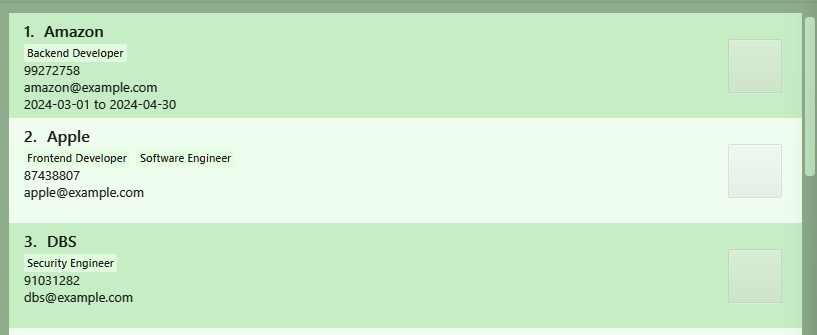 1. Amazon
Backend Developer
99272758
amazon@example.com
2024-03-01 to 2024-04-30
2. Apple
Frontend Developer Software Engineer
87438807
apple@example.com
3. DBS
Security Engineer
91031282
dbs@example.com